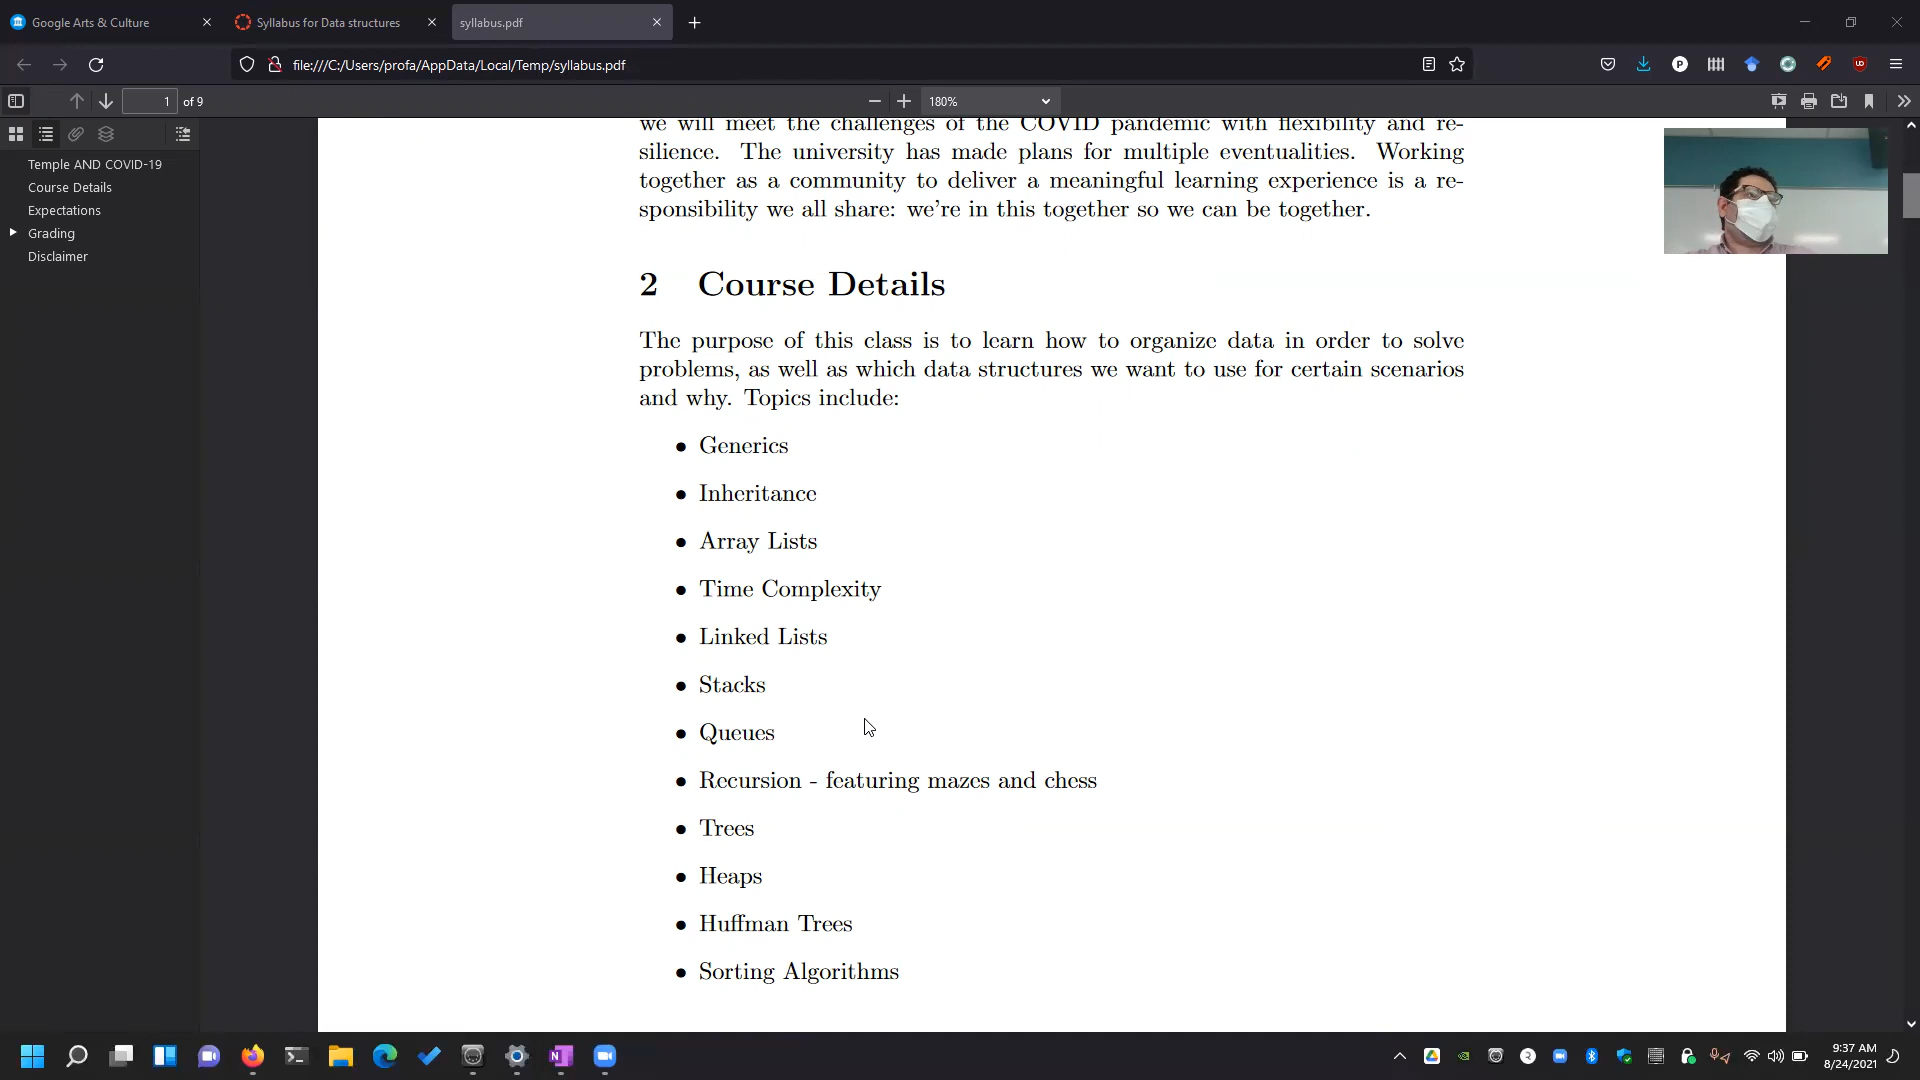 Google Arts & Culture
Syllabus for Data structures
syllabus.pdf
file:///C:/Users/profa/AppData/Local/Temp/syllabus.pdf
1 of 9
180%
Temple AND COVID-19
Course Details
Expectations
Grading
Disclaimer
we will meet the challenges of the COVID pandemic with flexibility and re-
silience. The university has made plans for multiple eventualities. Working
together as a community to deliver a meaningful learning experience is a re-
sponsibility we all share: we're in this together so we can be together.
2 Course Details
The purpose of this class is to learn how to organize data in order to solve
problems, as well as which data structures we want to use for certain scenarios
and why. Topics include:
• Generics
• Inheritance
• Array Lists
• Time Complexity
• Linked Lists
• Stacks
• Queues
• Recursion - featuring mazes and chess
• Trees
• Heaps
• Huffman Trees
• Sorting Algorithms
9:37 AM
8/24/2021